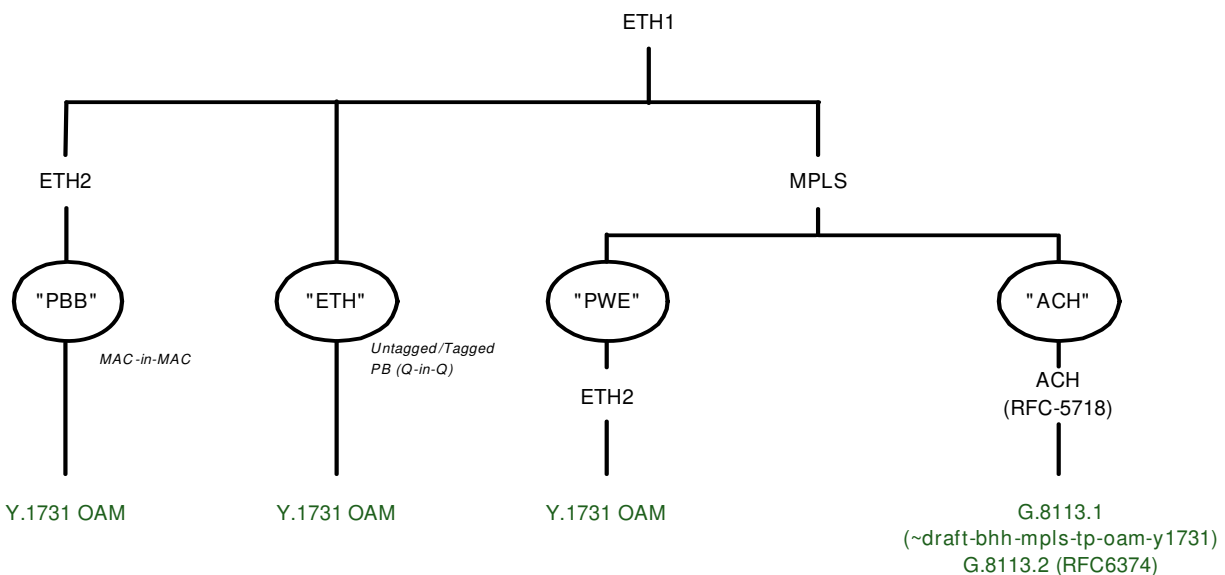 ETH1
ETH2
MPLS
"PBB"
"ETH"
"PWE"
"ACH"
MAC-in-MAC
Untagged/Tagged
PB (Q-in-Q)
ETH2
ACH
(RFC-5718)
Y.1731 OAM
Y.1731 OAM
Y.1731 OAM
G.8113.1
(~draft-bhh-mpls-tp-oam-y1731)
G.8113.2 (RFC6374)